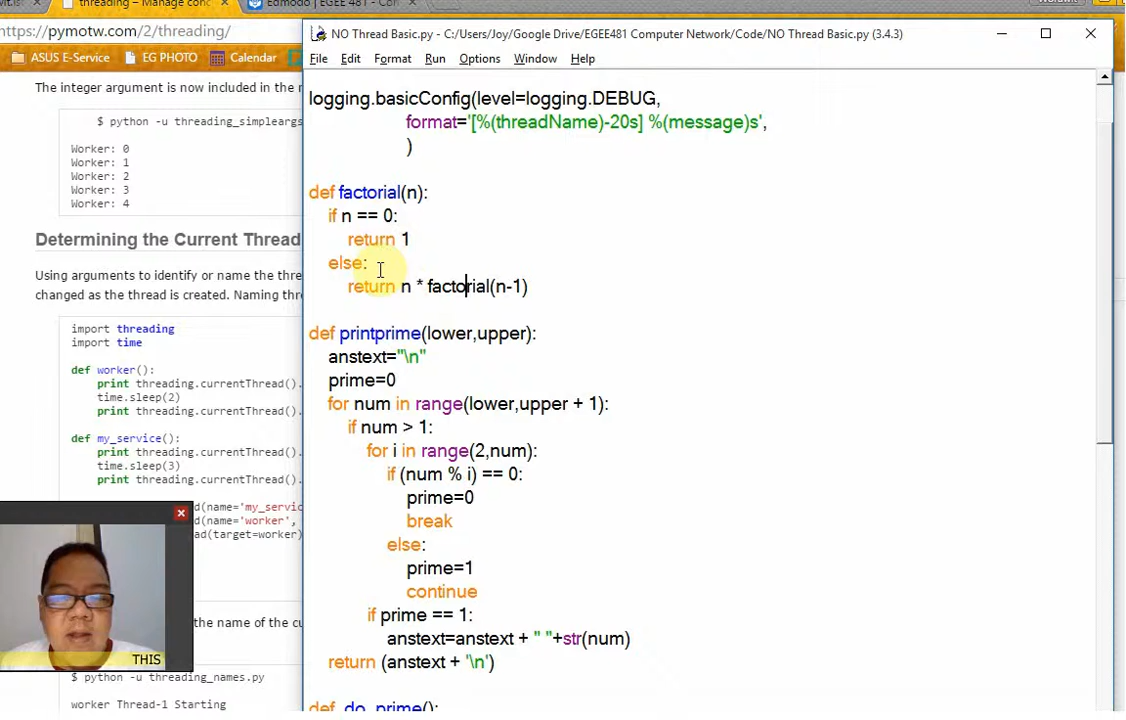 threading – Manage conc
Edmodo | EGEE 481 - Co
https://pymotw.com/2/threading/
ASUS E-Service EG PHOTO Calendar
The integer argument is now included in the
$ python -u threading_simpleargs
Worker: 0
Worker: 1
Worker: 2
Worker: 3
Worker: 4
Determining the Current Thread
Using arguments to identify or name the
changed as the thread is created. Naming
import threading
import time
def worker():
print threading.currentThread().
time.sleep(2)
print threading.currentThread().
def my_service():
print threading.currentThread().
time.sleep(3)
print threading.currentThread().
d(name='my_servic
d(name='worker',
ad(target=worker)
the name of the cu
THIS
$ python -u threading_names.py
worker Thread-1 Starting
NO Thread Basic.py - C:/Users/Joy/Google Drive/EGEE481 Computer Network/Code/NO Thread Basic.py (3.4.3)
File Edit Format Run Options Window Help
logging.basicConfig(level=logging.DEBUG,
format='[%(threadName)-20s] %(message)s',
)
def factorial(n):
if n == 0:
return 1
else:
return n * factorial(n-1)
def printprime(lower,upper):
anstext="\n"
prime=0
for num in range(lower,upper + 1):
if num > 1:
for i in range(2,num):
if (num % i) == 0:
prime=0
break
else:
prime=1
continue
if prime == 1:
anstext=anstext + " "+str(num)
return (anstext + '\n')
def do_prime():